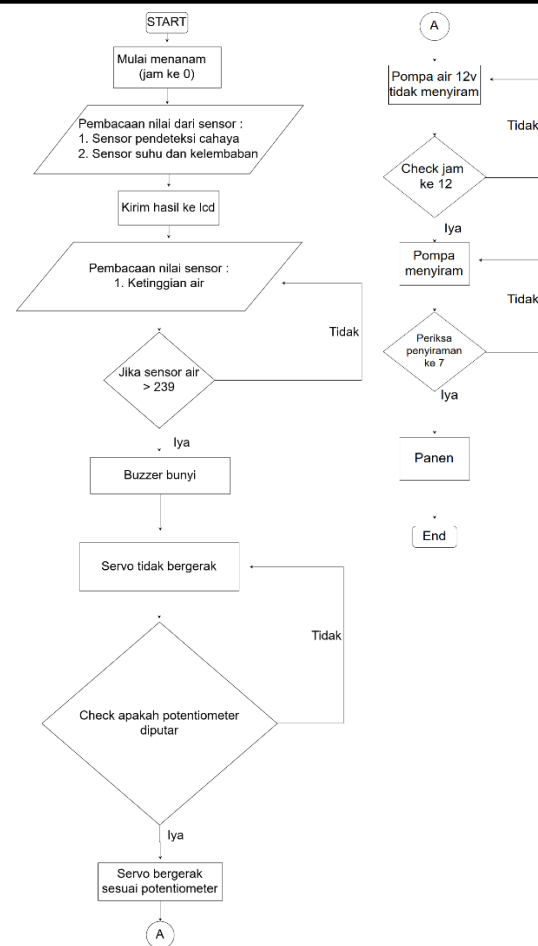 START
Mulai menanam
(jam ke 0)
Pembacaan nilai dari sensor :
1. Sensor pendeteksi cahaya
2. Sensor suhu dan kelembaban
Kirim hasil ke lcd
Pembacaan nilai sensor :
1. Ketinggian air
Tidak
Jika sensor air
> 239
Iya
Buzzer bunyi
Servo tidak bergerak
Tidak
Check apakah potentiometer
diputar
Iya
Servo bergerak
sesuai potentiometer
A
A
Pompa air 12v
tidak menyiram
Tidak
Check jam
ke 12
Iya
Pompa
menyiram
Tidak
Periksa
penyiraman
ke 7
Iya
Panen
End